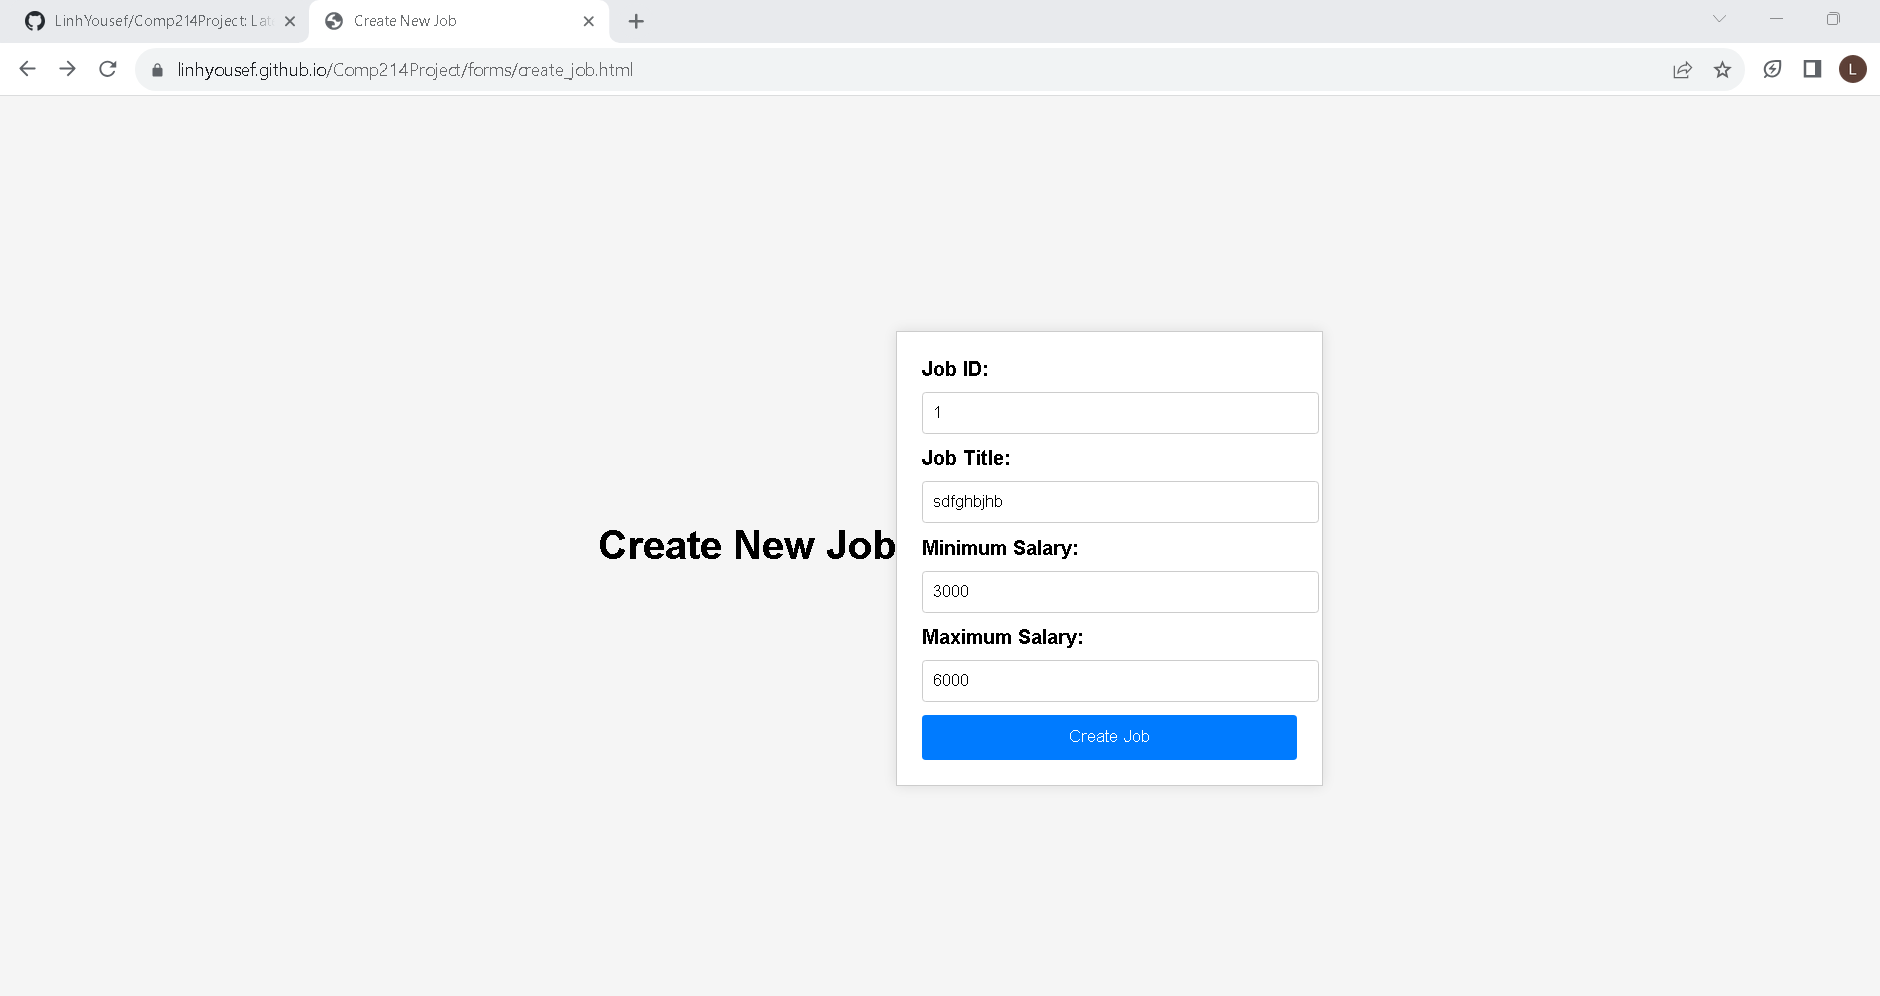 LinhYousef/Comp214Project: Lat
Create New Job
linhyousef.github.io/Comp214Project/forms/create_job.html
L
Create New Job
Job ID:
1
Job Title:
sdfghbjhb
Minimum Salary:
3000
Maximum Salary:
6000
Create Job